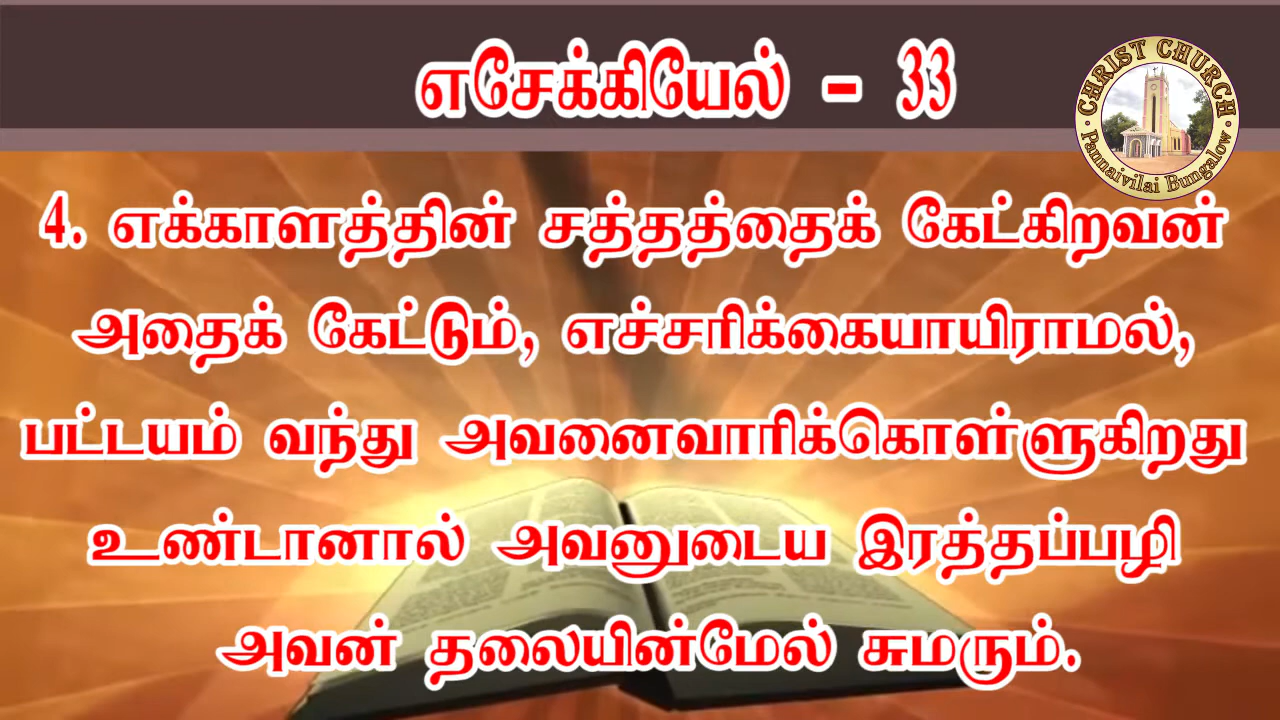 எசேக்கியேல் - 33
CHRIST CHURCH
Pannaivilai Bungalow
4. எக்காளத்தின் சத்தத்தைக் கேட்கிறவன்
அதைக் கேட்டும், எச்சரிக்கையாயிராமல்,
பட்டயம் வந்து அவனைவாரிக்கொள்ளுகிறது
உண்டானால் அவனுடைய இரத்தப்பழி
அவன் தலையின்மேல் சுமரும்.